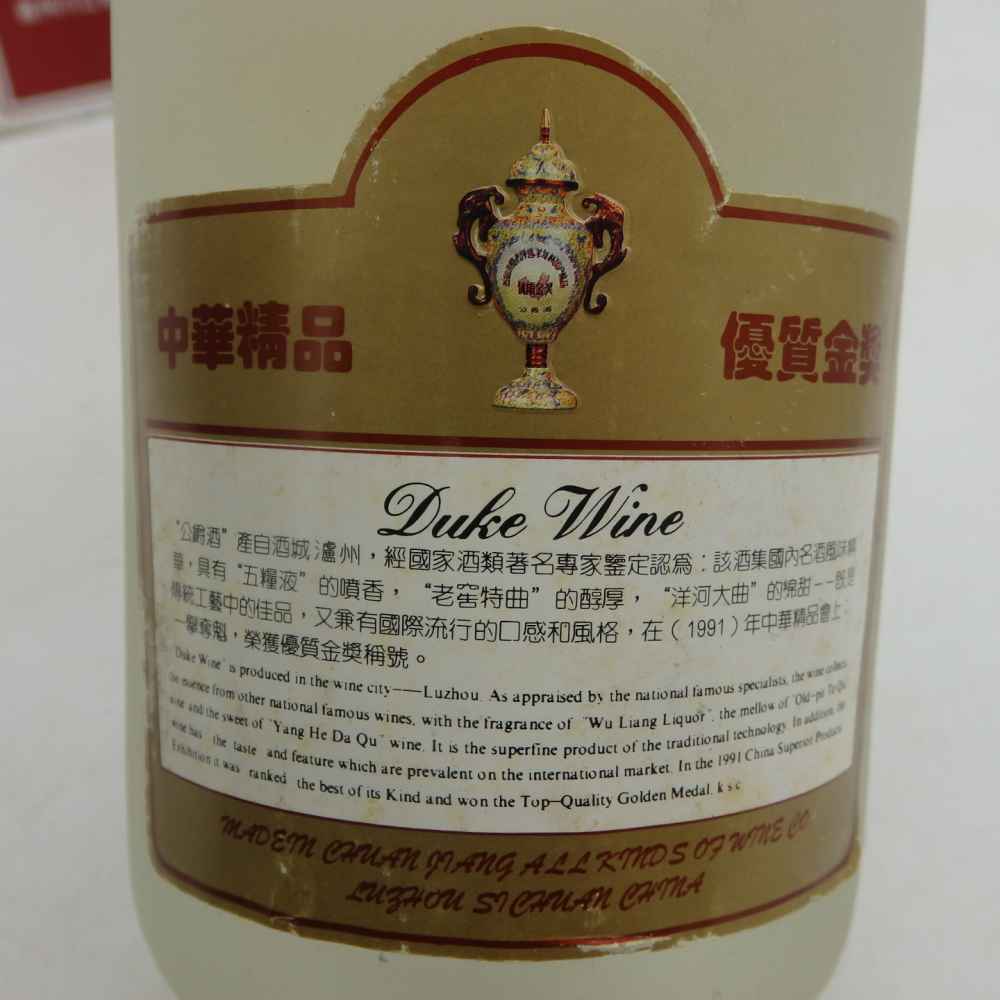 優質金奖
公爵酒
中華精品
優質金獎
Duke Wine
"公爵酒"產自酒城瀘州，經國家酒類著名專家鑒定認為：該酒集國內名酒風味精
華，具有"五糧液"的噴香，"老窖特曲"的醇厚，"洋河大曲"的綿甜——既是
傳統工藝中的佳品，又兼有國際流行的口感和風格，在（1991）年中華精品會上，
一舉奪魁，榮獲優質金獎稱號。
"Duke Wine" is produced in the wine city——Luzhou. As appraised by the national famous specialists, the wine collects
the essence from other national famous wines, with the fragrance of "Wu Liang Liquor", the mellow of "Old-pit Te Qu"
wine and the sweet of "Yang He Da Qu" wine. It is the superfine product of the traditional technology. In addition, the
wine has the taste and feature which are prevalent on the international market. In the 1991 China Superior Products
Exhibition it was ranked the best of its Kind and won the Top-Quality Golden Medal. k s c
MADEIN CHUAN JIANG ALL KINDS OF WINE CO
LUZHOU SICHUAN CHINA